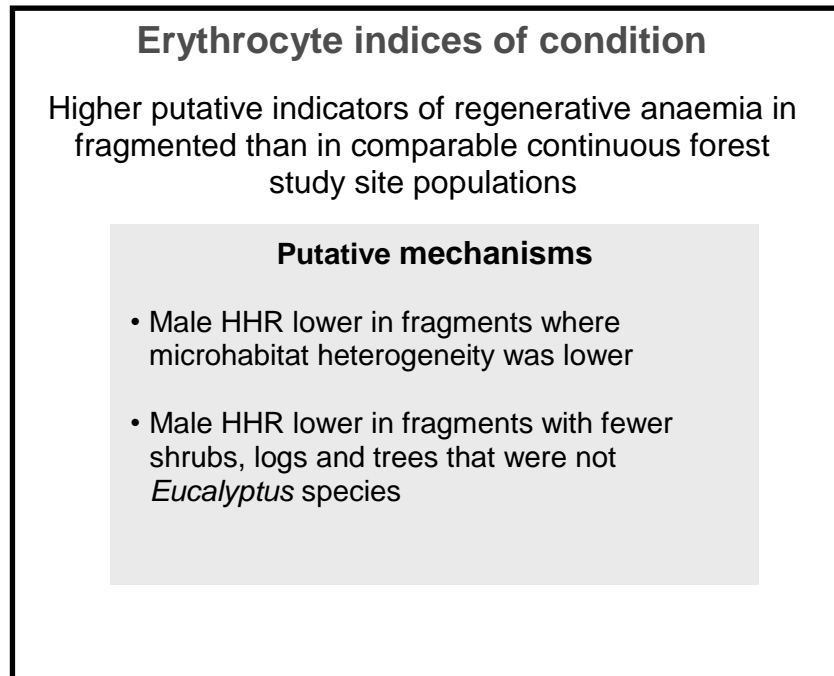 Erythrocyte indices of condition
Higher putative indicators of regenerative anaemia in
fragmented than in comparable continuous forest
study site populations
Putative mechanisms
• Male HHR lower in fragments where
microhabitat heterogeneity was lower
• Male HHR lower in fragments with fewer
shrubs, logs and trees that were not
Eucalyptus species